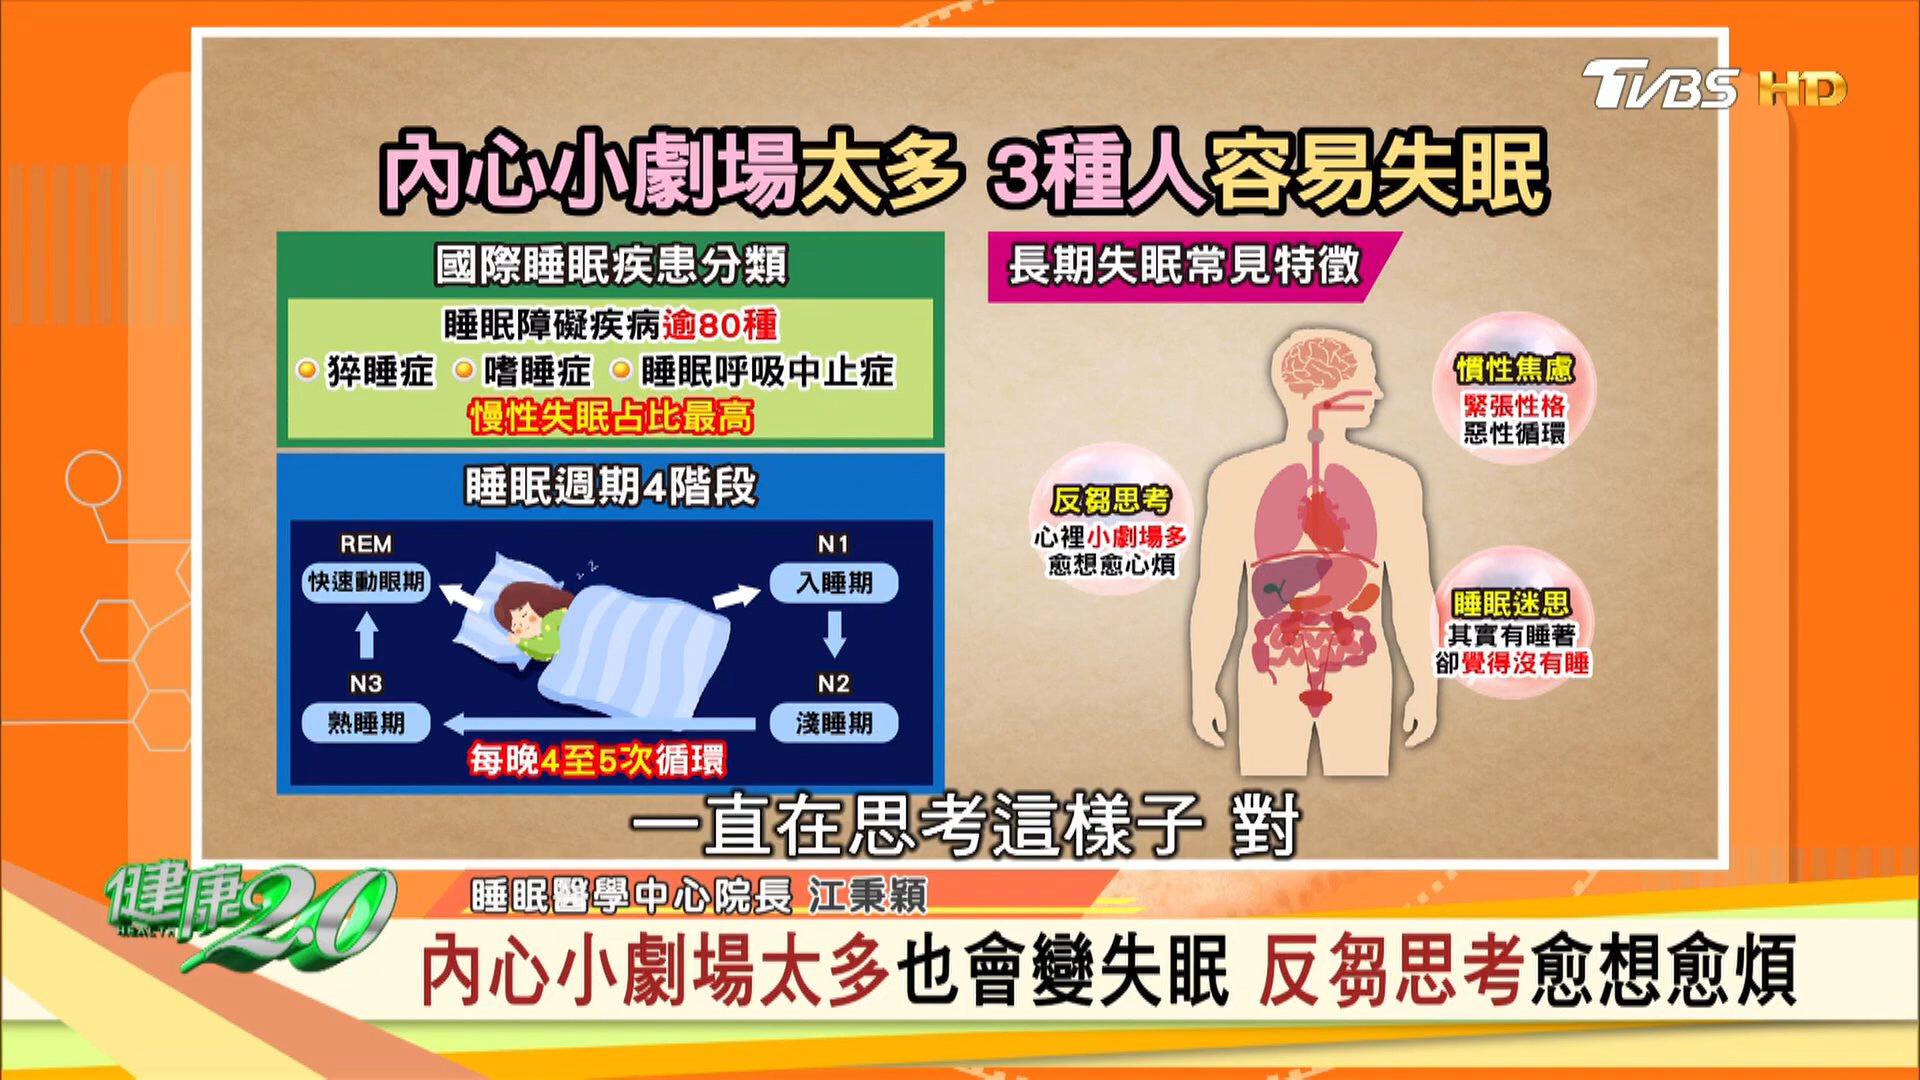 TVBS HD
內心小劇場太多 3種人容易失眠
國際睡眠疾患分類
睡眠障礙疾病逾80種
猝睡症 嗜睡症 睡眠呼吸中止症
慢性失眠占比最高
睡眠週期4階段
REM
快速動眼期
N1
入睡期
N3
熟睡期
N2
淺睡期
每晚4至5次循環
長期失眠常見特徵
慣性焦慮
緊張性格
惡性循環
反芻思考
心裡小劇場多
愈想愈心煩
睡眠迷思
其實有睡著
卻覺得沒有睡
一直在思考這樣子 對
健康2.0
HEALTH
睡眠醫學中心院長 江秉穎
內心小劇場太多也會變失眠 反芻思考愈想愈煩